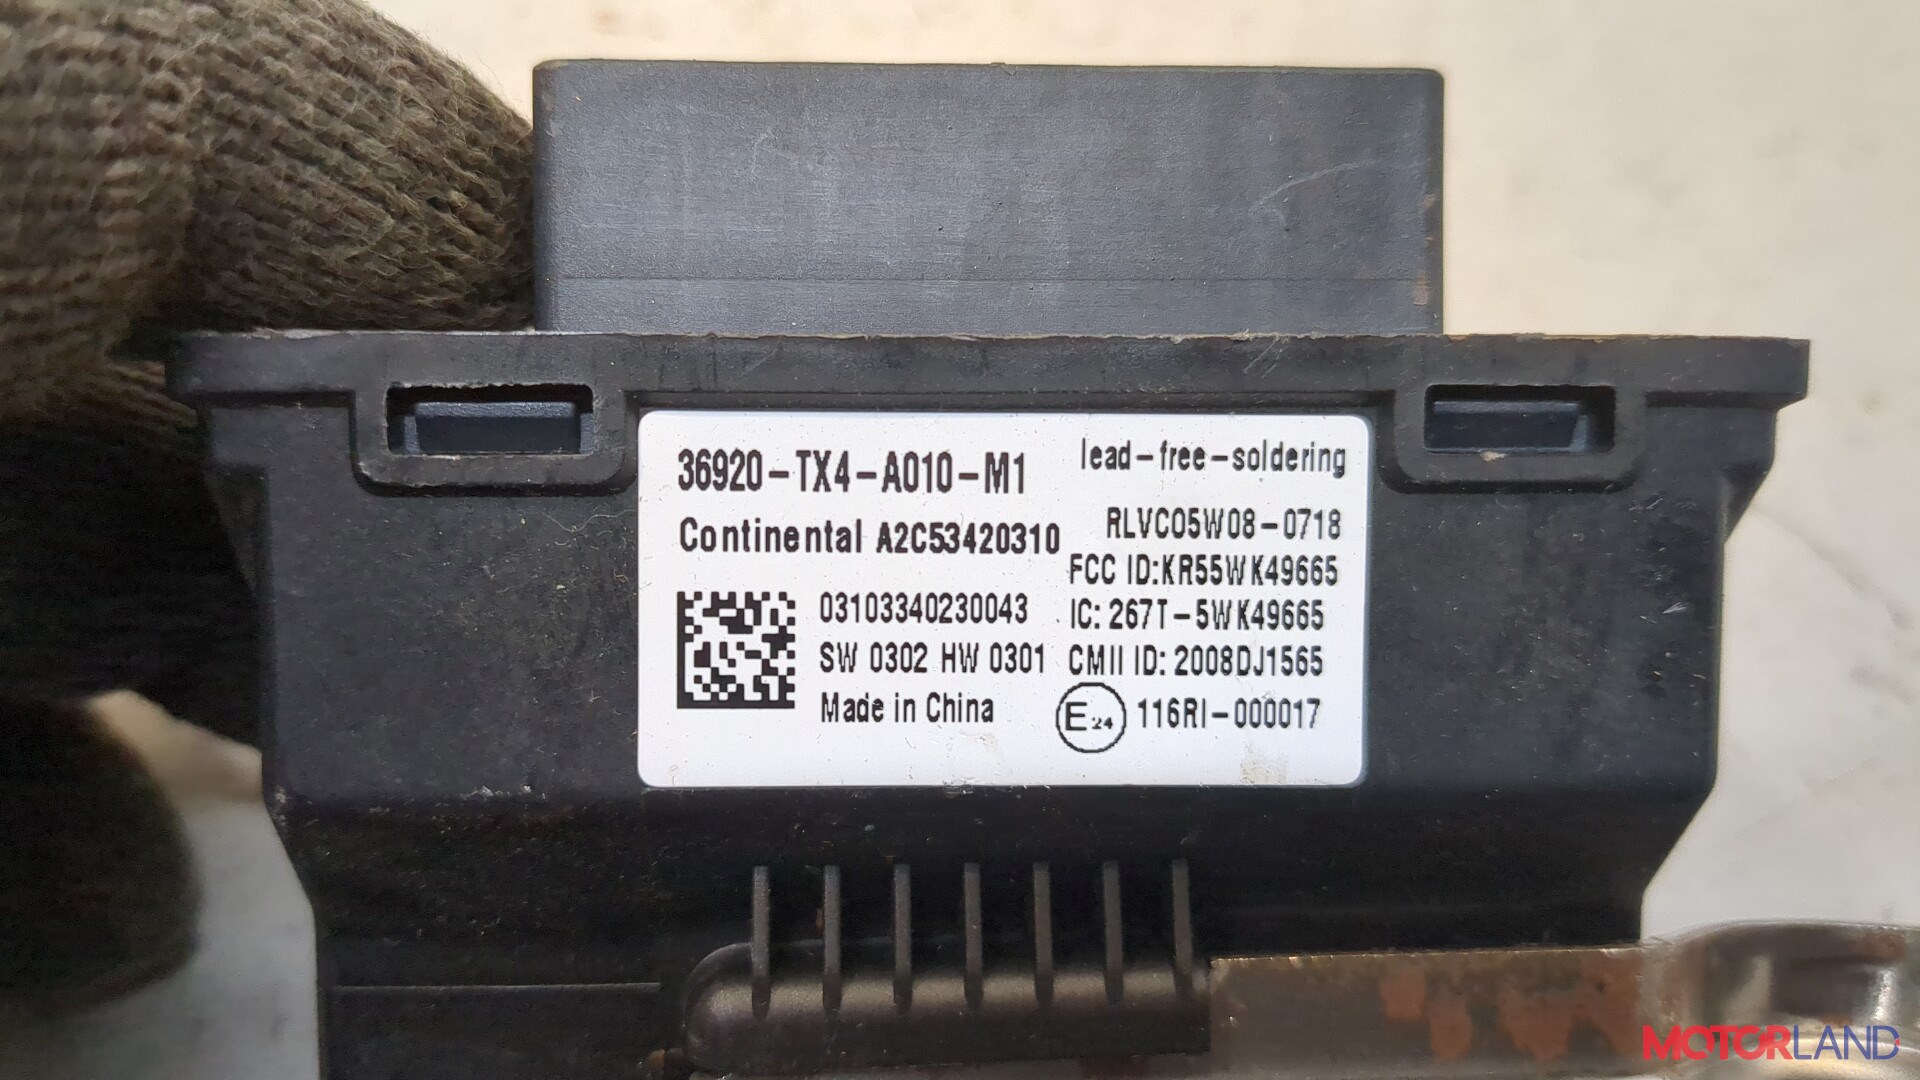 36920-TX4-A010-M1
lead-free-soldering
Continental A2C53420310
RLVC05W08-0718
FCC ID:KR55WK49665
03103340230043
IC: 267T-5WK49665
SW 0302 HW 0301
CMII ID: 2008DJ1565
Made in China
E24 116RI-000017
MOTORLAND